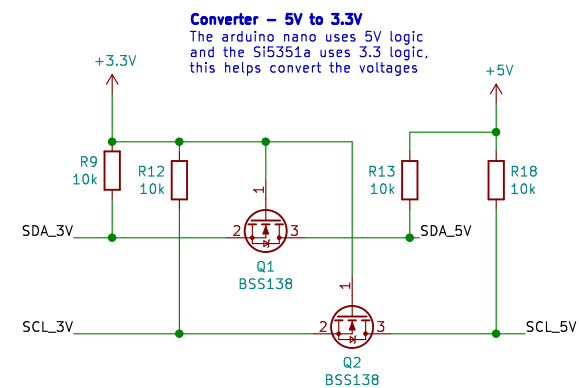 Converter - 5V to 3.3V
The arduino nano uses 5V logic
and the Si5351a uses 3.3 logic,
this helps convert the voltages
+3.3V
+5V
R9
10k
R12
10k
R13
10k
R18
10k
1
SDA_3V
2
3
SDA_5V
Q1
BSS138
1
SCL_3V
2
3
SCL_5V
Q2
BSS138